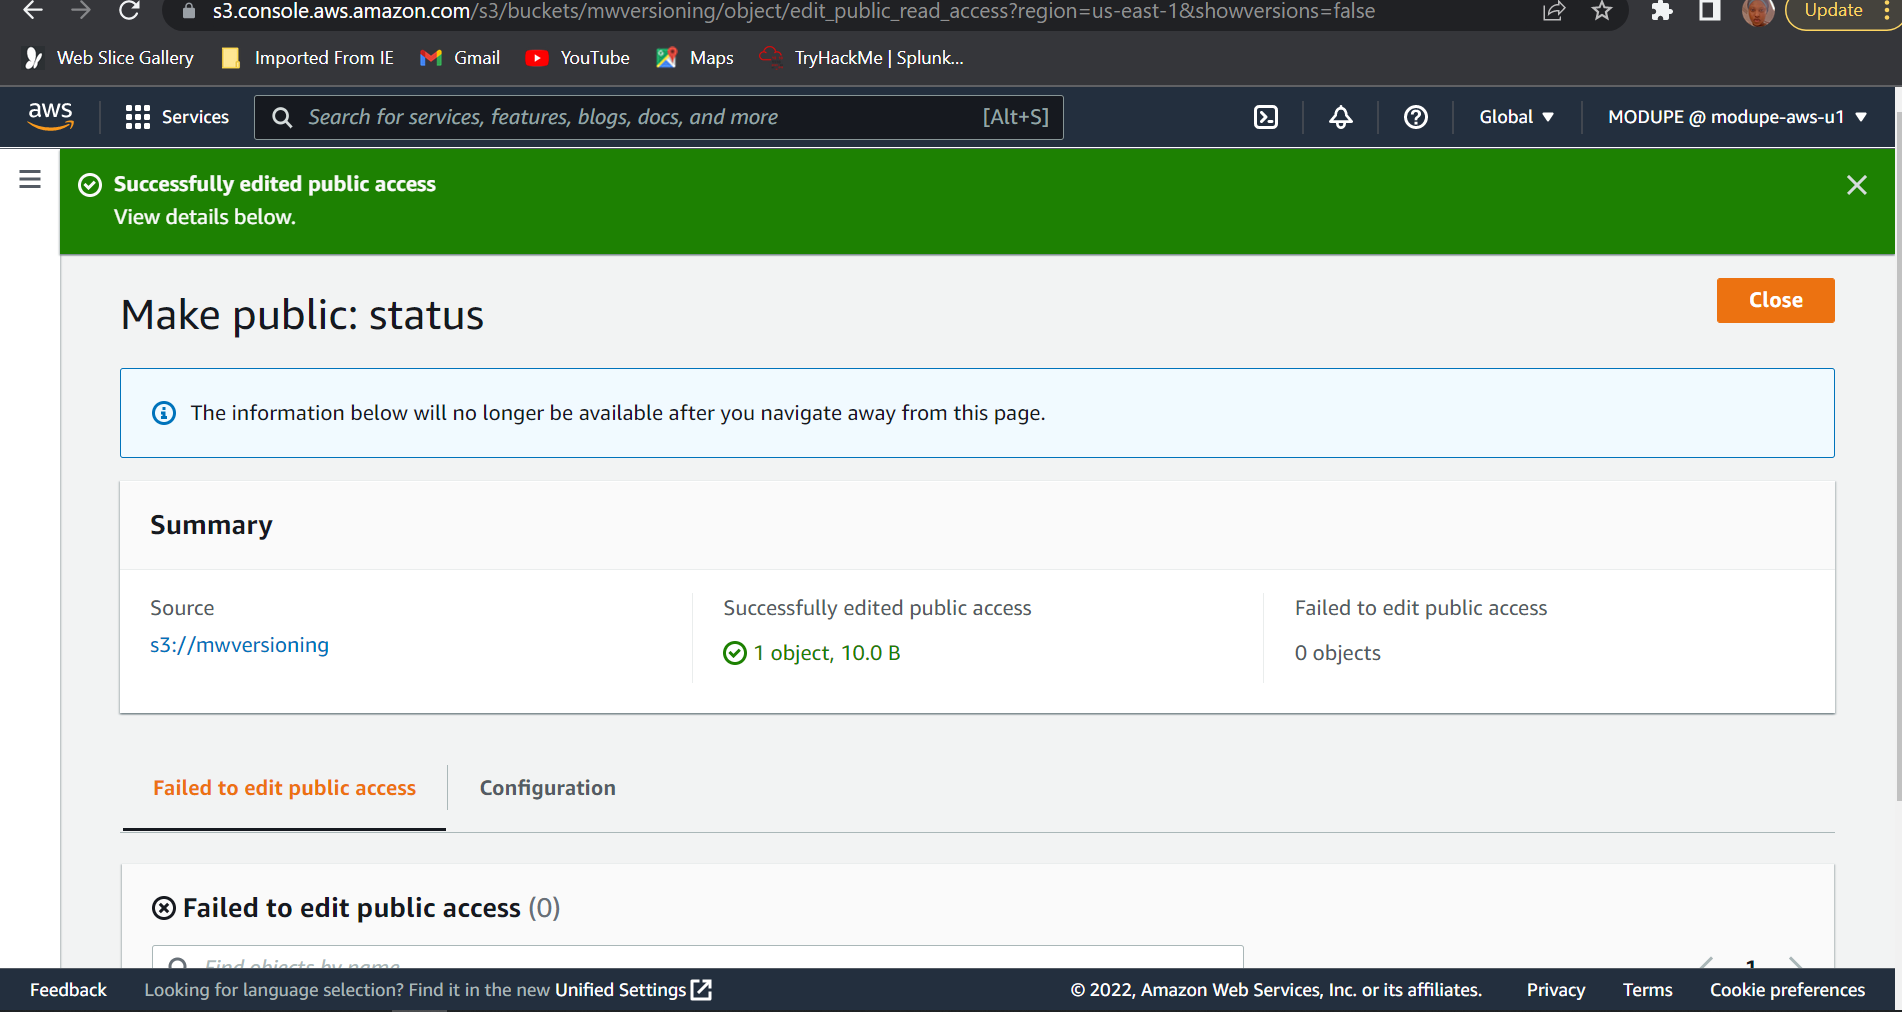 s3.console.aws.amazon.com/s3/buckets/mwversioning/object/edit_public_read_access?region=us-east-1&showversions=false
Update
Web Slice Gallery
Imported From IE
Gmail
YouTube
Maps
TryHackMe | Splunk...
aws
Services
Search for services, features, blogs, docs, and more
[Alt+S]
Global
MODUPE @ modupe-aws-u1
Successfully edited public access
View details below.
Make public: status
Close
The information below will no longer be available after you navigate away from this page.
Summary
Source
s3://mwversioning
Successfully edited public access
1 object, 10.0 B
Failed to edit public access
0 objects
Failed to edit public access
Configuration
Failed to edit public access (0)
Find objects by name
1
Feedback
Looking for language selection? Find it in the new Unified Settings
© 2022, Amazon Web Services, Inc. or its affiliates.
Privacy
Terms
Cookie preferences